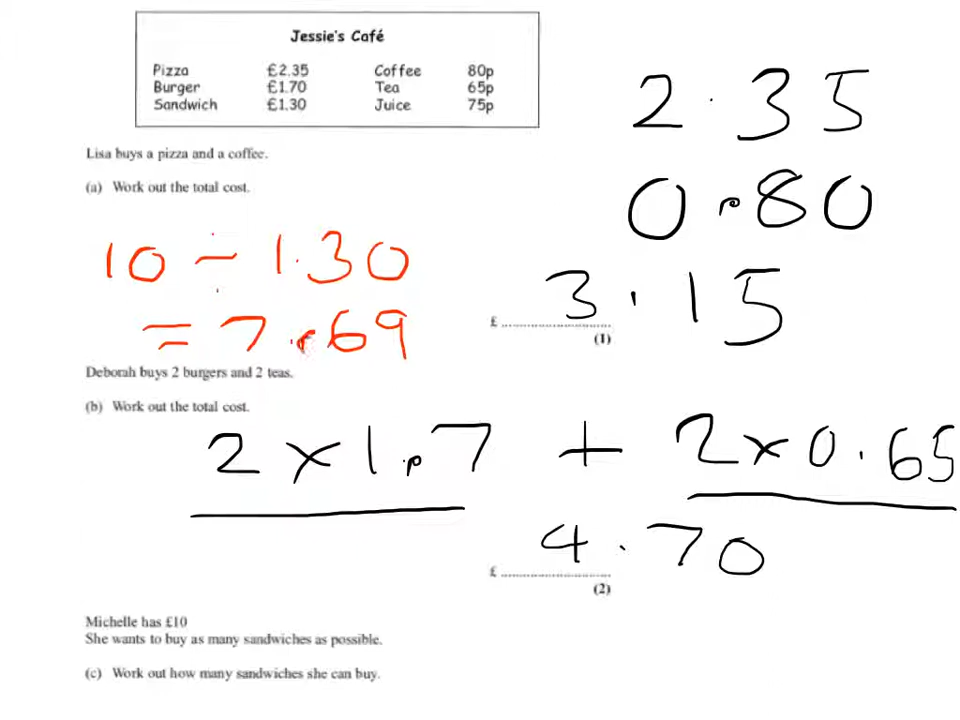 Jessie's Café
Pizza £2.35 Coffee 80p
Burger £1.70 Tea 65p
Sandwich £1.30 Juice 75p
2.35
0.80
Lisa buys a pizza and a coffee.
(a) Work out the total cost.
10 ÷ 1.30
= 7.69
£ 3.15
(1)
Deborah buys 2 burgers and 2 teas.
(b) Work out the total cost.
2 × 1.7 + 2 × 0.65
£ 4.70
(2)
Michelle has £10
She wants to buy as many sandwiches as possible.
(c) Work out how many sandwiches she can buy.